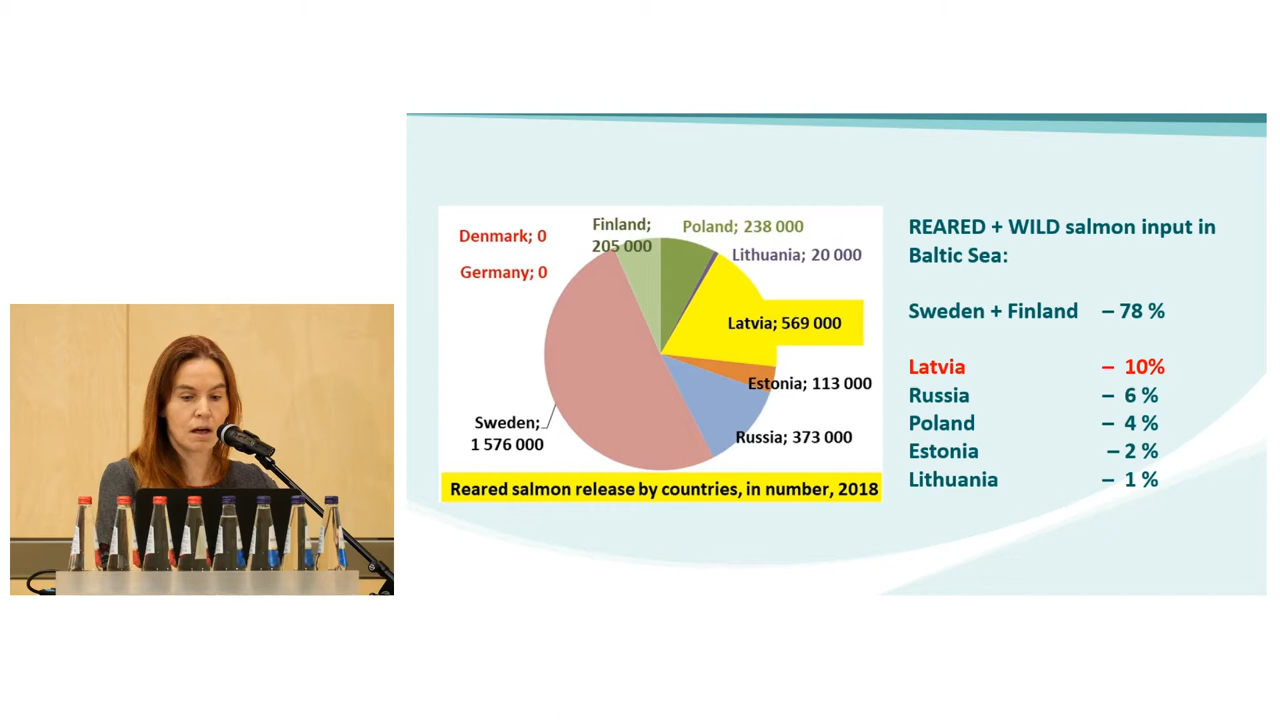 Denmark; 0
Germany; 0
Finland;
205 000
Poland; 238 000
Lithuania; 20 000
Latvia; 569 000
Estonia; 113 000
Russia; 373 000
Sweden;
1 576 000
Reared salmon release by countries, in number, 2018
REARED + WILD salmon input in
Baltic Sea:
Sweden + Finland – 78 %
Latvia – 10%
Russia – 6 %
Poland – 4 %
Estonia – 2 %
Lithuania – 1 %